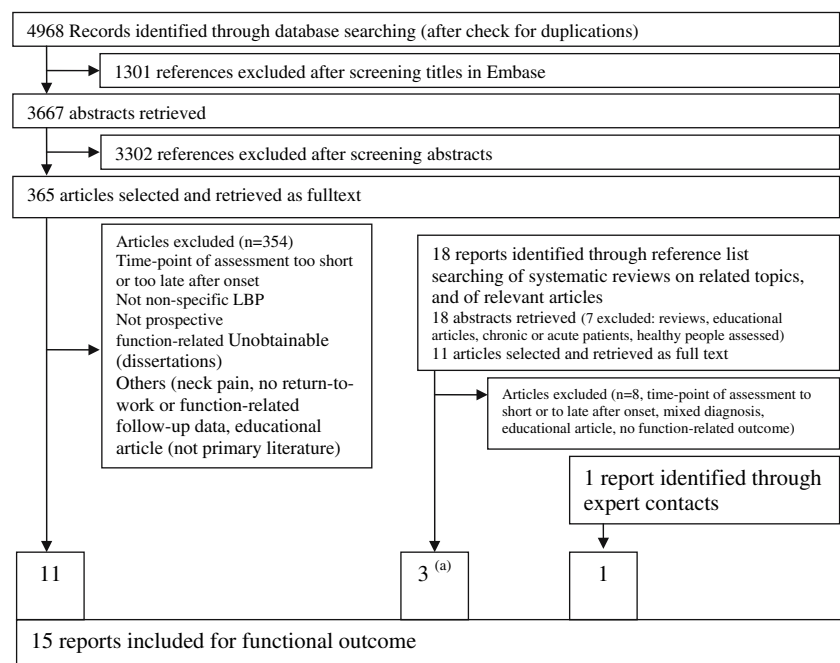 4968 Records identified through database searching (after check for duplications)
1301 references excluded after screening titles in Embase
3667 abstracts retrieved
3302 references excluded after screening abstracts
365 articles selected and retrieved as fulltext
Articles excluded (n=354)
Time-point of assessment too short
or too late after onset
Not non-specific LBP
Not prospective
function-related Unobtainable
(dissertations)
Others (neck pain, no return-to-
work or function-related
follow-up data, educational
article (not primary literature)
18 reports identified through reference list
searching of systematic reviews on related topics,
and of relevant articles
18 abstracts retrieved (7 excluded: reviews, educational
articles, chronic or acute patients, healthy people assessed)
11 articles selected and retrieved as full text
Articles excluded (n=8, time-point of assessment to
short or to late after onset, mixed diagnosis,
educational article, no function-related outcome)
1 report identified through
expert contacts
11
3 (a)
1
15 reports included for functional outcome